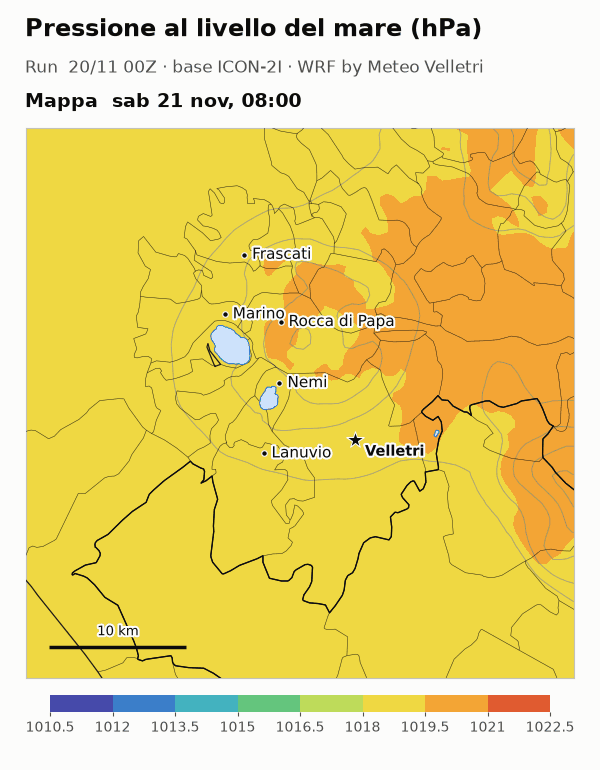 Pressione al livello del mare (hPa)
Run  20/11 00Z · base ICON-2I · WRF by Meteo Velletri
Mappa  sab 21 nov, 08:00
Frascati
Marino
Rocca di Papa
Nemi
Velletri
Lanuvio
10 km
1010.5 1012 1013.5 1015 1016.5 1018 1019.5 1021 1022.5